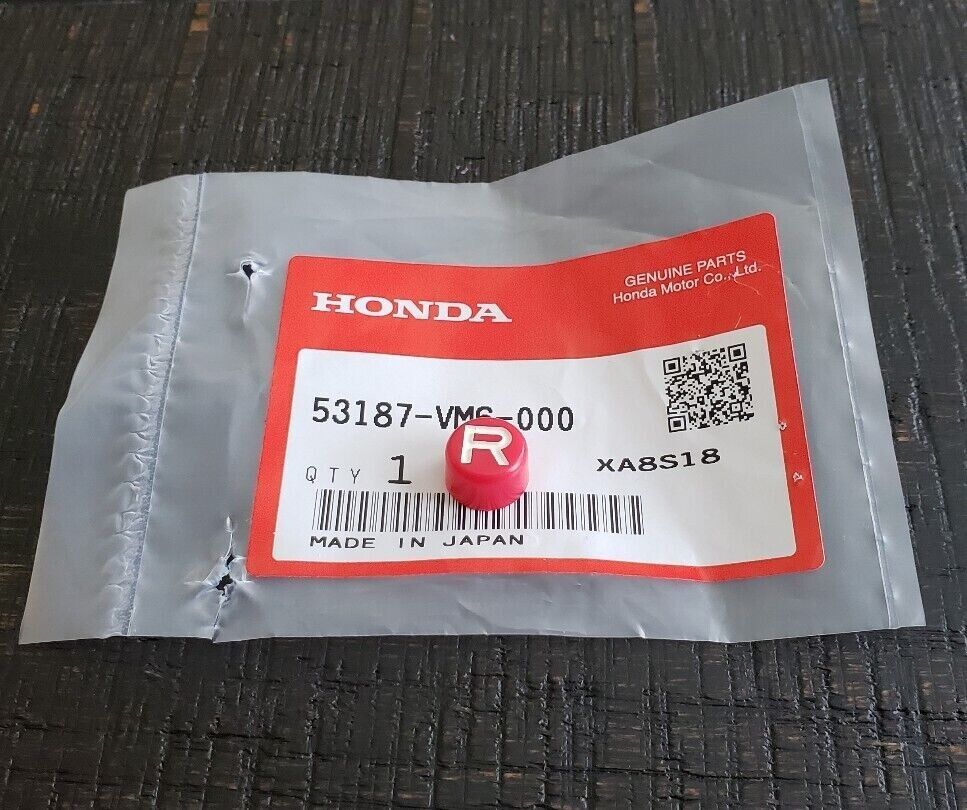 HONDA
GENUINE PARTS
Honda Motor Co., Ltd.
53187-VM6-000
QTY 1
XA8S18
R
MADE IN JAPAN